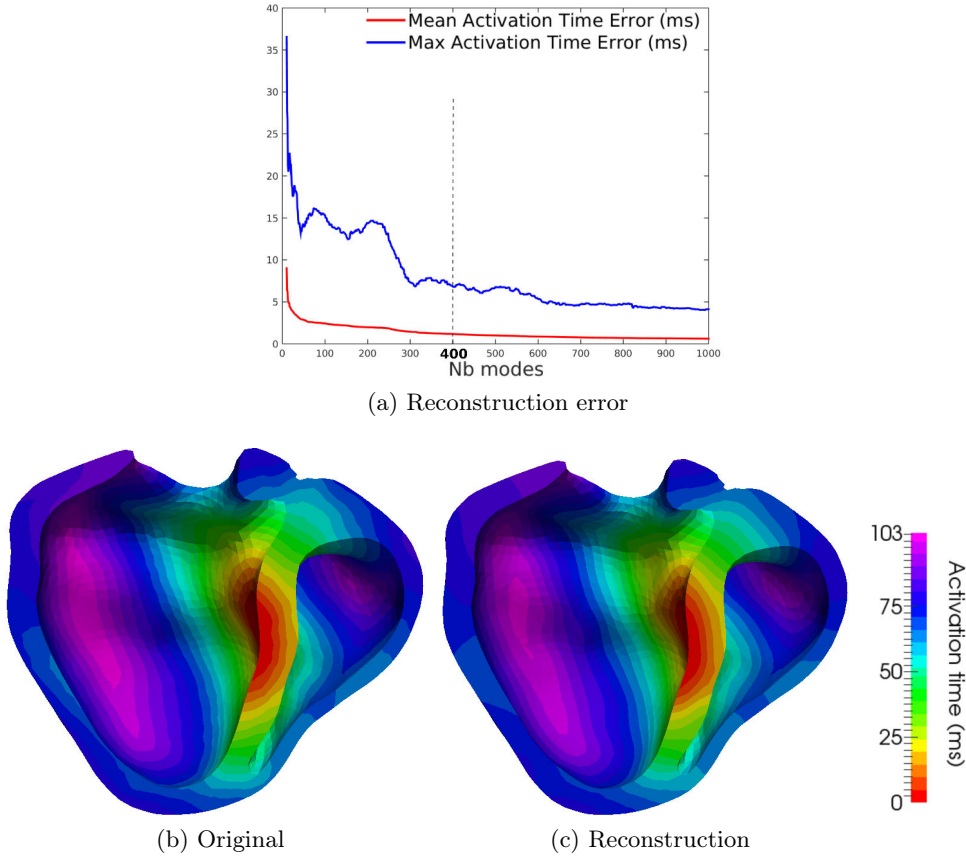 Mean Activation Time Error (ms)
Max Activation Time Error (ms)
40
35
30
25
20
15
10
5
0
0 100 200 300 400 500 600 700 800 900 1000
Nb modes
(a) Reconstruction error
103
75
50
25
0
Activation time (ms)
(b) Original
(c) Reconstruction